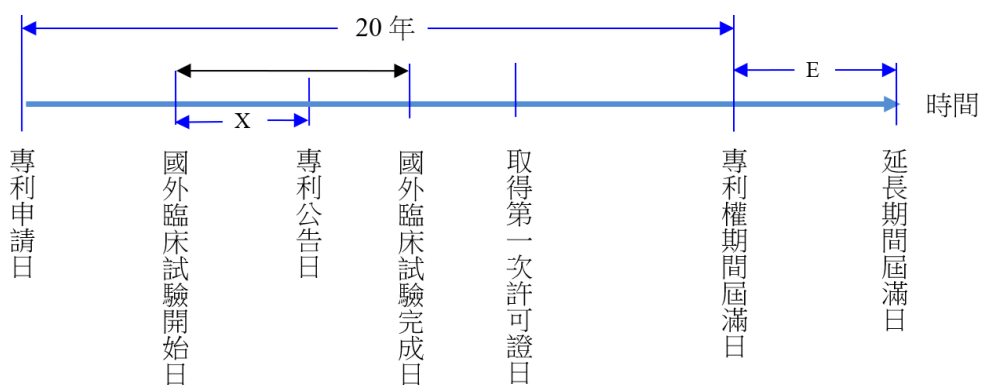 20 年
E
X
時間
專利申請日
國外臨床試驗開始日
專利公告日
國外臨床試驗完成日
取得第一次許可證日
專利權期間屆滿日
延長期間屆滿日